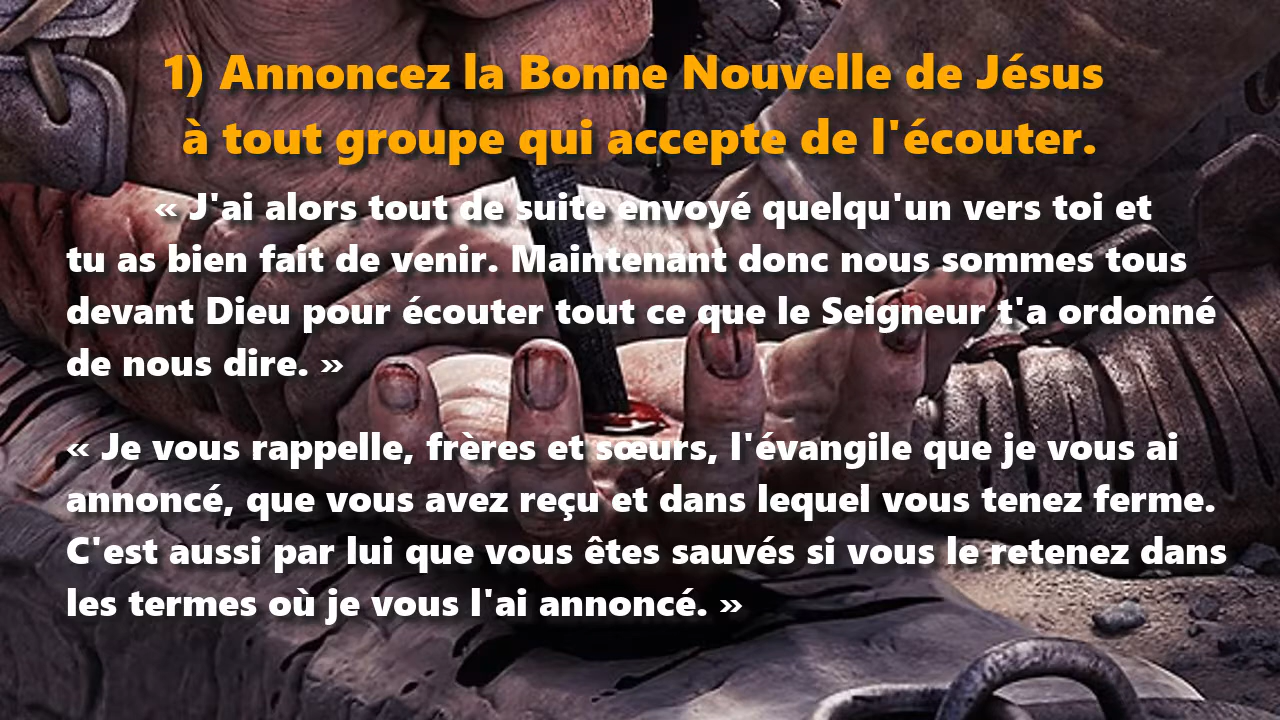 1) Annoncez la Bonne Nouvelle de Jésus
à tout groupe qui accepte de l'écouter.
« J'ai alors tout de suite envoyé quelqu'un vers toi et
tu as bien fait de venir. Maintenant donc nous sommes tous
devant Dieu pour écouter tout ce que le Seigneur t'a ordonné
de nous dire. »
« Je vous rappelle, frères et sœurs, l'évangile que je vous ai
annoncé, que vous avez reçu et dans lequel vous tenez ferme.
C'est aussi par lui que vous êtes sauvés si vous le retenez dans
les termes où je vous l'ai annoncé. »